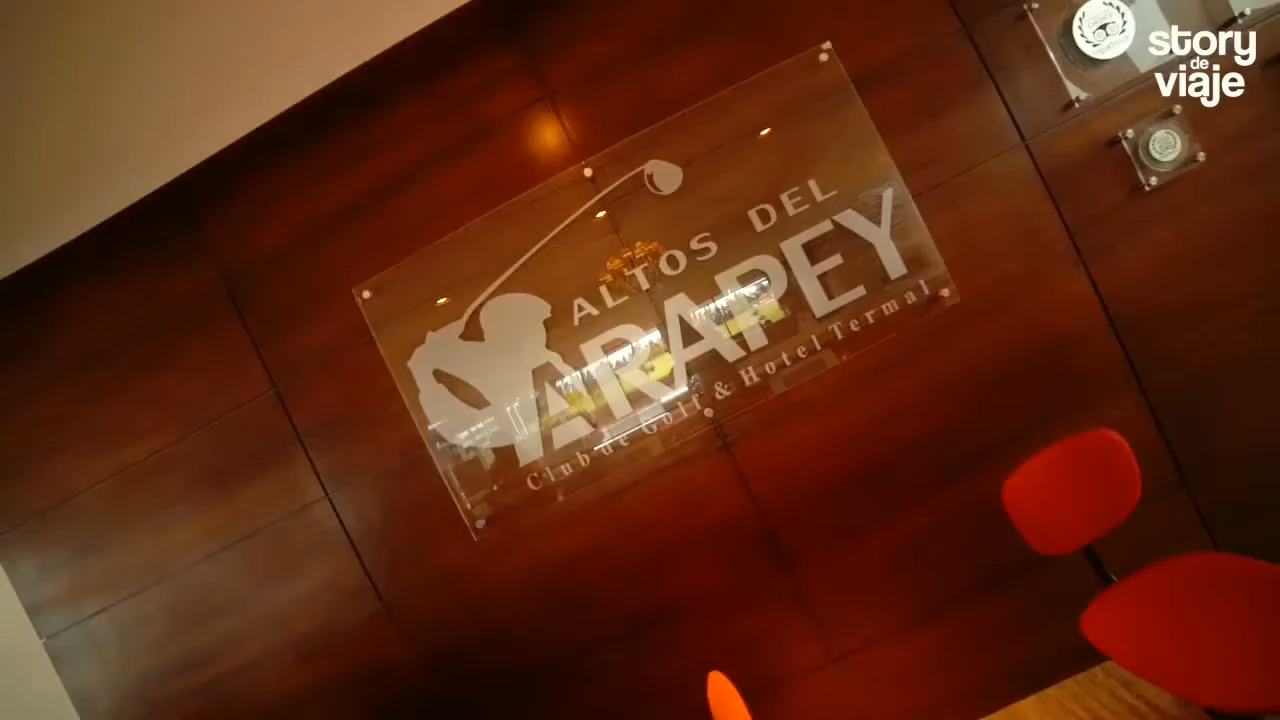 ALTOS DEL
ARAPEY
Club de Golf & Hotel Termal
story
de
viaje